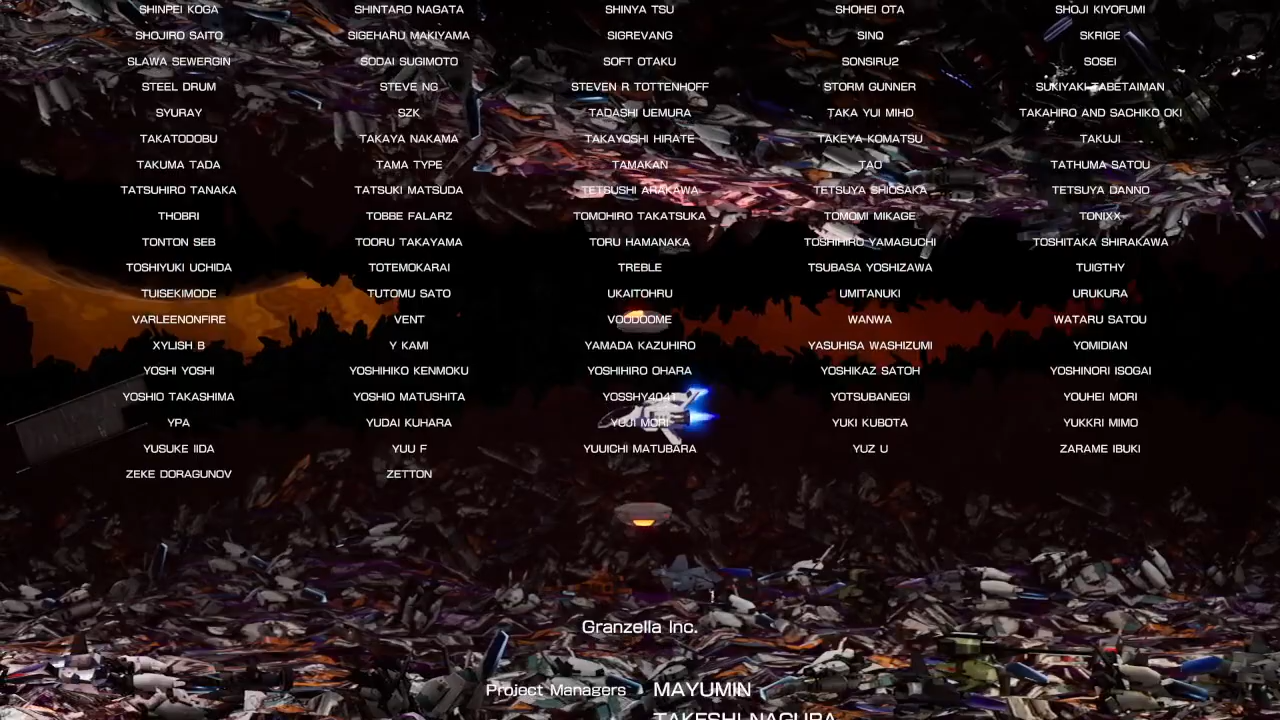 SHINPEI KOGA SHINTARO NAGATA SHINYA TSU SHOHEI OTA SHOJI KIYOFUMI
SHOJIRO SAITO SIGEHARU MAKIYAMA SIGREVANG SINQ SKRIGE
SLAWA SEWERGIN SODAI SUGIMOTO SOFT OTAKU SONSIRU2 SOSEI
STEEL DRUM STEVE NG STEVEN R TOTTENHOFF STORM GUNNER SUKIYAKI TABETAIMAN
SYURAY SZK TADASHI UEMURA TAKA YUI MIHO TAKAHIRO AND SACHIKO OKI
TAKATODOBU TAKAYA NAKAMA TAKAYOSHI HIRATE TAKEYA KOMATSU TAKUJI
TAKUMA TADA TAMA TYPE TAMAKAN TAO TATHUMA SATOU
TATSUHIRO TANAKA TATSUKI MATSUDA TETSUSHI ARAKAWA TETSUYA SHIOSAKA TETSUYA DANNO
THOBRI TOBBE FALARZ TOMOHIRO TAKATSUKA TOMOMI MIKAGE TONIXX
TONTON SEB TOORU TAKAYAMA TORU HAMANAKA TOSHIHIRO YAMAGUCHI TOSHITAKA SHIRAKAWA
TOSHIYUKI UCHIDA TOTEMOKARAI TREBLE TSUBASA YOSHIZAWA TUIGTHY
TUISEKIMODE TUTOMU SATO UKAITOHRU UMITANUKI URUKURA
VARLEENONFIRE VENT VOODOOME WANWA WATARU SATOU
XYLISH B Y KAMI YAMADA KAZUHIRO YASUHISA WASHIZUMI YOMIDIAN
YOSHI YOSHI YOSHIHIKO KENMOKU YOSHIHIRO OHARA YOSHIKAZ SATOH YOSHINORI ISOGAI
YOSHIO TAKASHIMA YOSHIO MATUSHITA YOSSHY4041 YOTSUBANEGI YOUHEI MORI
YPA YUDAI KUHARA YUJI MORI YUKI KUBOTA YUKKRI MIMO
YUSUKE IIDA YUU F YUUICHI MATUBARA YUZ U ZARAME IBUKI
ZEKE DORAGUNOV ZETTON
Granzella Inc.
Project Managers MAYUMIN
TAKESHI NAGURA